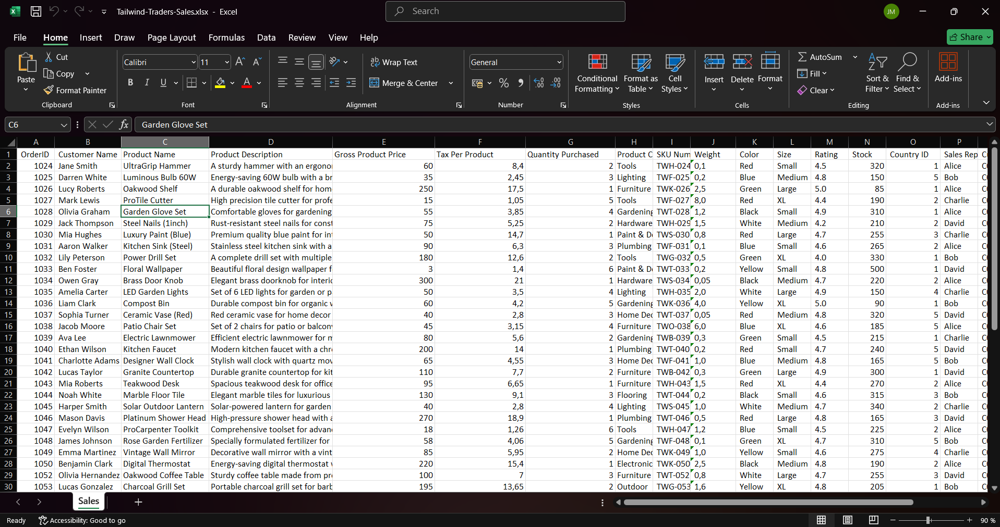 Tailwind-Traders-Sales.xlsx - Excel
Search
JM
File Home Insert Draw Page Layout Formulas Data Review View Help
Share
Paste
Cut
Copy
Format Painter
Clipboard
Calibri 11
B I U
Font
Wrap Text
Merge & Center
Alignment
General
Number
Conditional Formatting
Format as Table
Cell Styles
Styles
Insert Delete Format
Cells
AutoSum
Fill
Clear
Sort & Filter
Find & Select
Editing
Add-ins
Add-ins
C6 fx Garden Glove Set
A B C D E F G H I J K L M N O P
1 OrderID Customer Name Product Name Product Description Gross Product Price Tax Per Product Quantity Purchased Product C SKU Num Weight Color Size Rating Stock Country ID Sales Rep
2 1024 Jane Smith UltraGrip Hammer A sturdy hammer with an ergono 60 8,4 2 Tools TWH-024 0,1 Red Small 4.5 320 1 Alice
3 1025 Darren White Luminous Bulb 60W Energy-saving 60W bulb with a br 35 2,45 3 Lighting TWF-025 0,2 Blue Medium 4.8 150 5 Bob
4 1026 Lucy Roberts Oakwood Shelf A durable oakwood shelf for hom 250 17,5 1 Furniture TWK-026 2,5 Green Large 5.0 85 1 Alice
5 1027 Mark Lewis ProTile Cutter High precision tile cutter for profe 15 1,05 5 Tools TWF-027 8,0 Red XL 4.4 190 2 Charlie
6 1028 Olivia Graham Garden Glove Set Comfortable gloves for gardening 55 3,85 4 Gardening TWT-028 1,2 Black Small 4.9 310 1 Alice
7 1029 Jack Thompson Steel Nails (1inch) Rust-resistant steel nails for const 75 5,25 2 Hardware TWH-029 1,5 White Medium 4.2 210 2 David
8 1030 Mia Hughes Luxury Paint (Blue) Premium quality blue paint for in 50 14,7 1 Paint & D TWS-030 0,8 Red Large 4.7 255 3 Charlie
9 1031 Aaron Walker Kitchen Sink (Steel) Stainless steel kitchen sink with a 90 6,3 3 Plumbing TWF-031 0,1 Blue Small 4.6 265 2 Alice
10 1032 Lily Peterson Power Drill Set A complete drill set with multiple 180 12,6 2 Tools TWG-032 0,5 Green XL 4.0 330 1 Bob
11 1033 Ben Foster Floral Wallpaper Beautiful floral design wallpaper f 3 1,4 6 Paint & D TWT-033 0,2 Yellow Small 4.8 500 1 David
12 1034 Owen Gray Brass Door Knob Elegant brass doorknob for interio 300 21 1 Hardware TWS-034 0,05 Black Medium 4.7 220 2 Alice
13 1035 Amelia Carter LED Garden Lights Set of 6 LED lights for garden or p 50 3,5 4 Lighting TWH-035 2,0 White Large 4.9 150 4 Charlie
14 1036 Liam Clark Compost Bin Durable compost bin for organic 60 4,2 5 Gardening TWK-036 4,0 Yellow XL 5.0 90 1 Bob
15 1037 Sophia Turner Ceramic Vase (Red) Red ceramic vase for home decor 40 2,8 3 Home Dec TWT-037 0,05 Red Medium 4.8 320 5 David
16 1038 Jacob Moore Patio Chair Set Set of 2 chairs for patio or balcon 45 3,15 4 Furniture TWO-038 6,0 Blue XL 4.6 185 5 Alice
17 1039 Ava Lee Electric Lawnmower Efficient electric lawnmower for 80 5,6 2 Gardening TWB-039 0,3 Green Small 4.5 215 1 Charlie
18 1040 Ethan Wilson Kitchen Faucet Modern kitchen faucet with a chr 200 14 1 Plumbing TWT-040 0,2 Red Small 4.7 240 5 David
19 1041 Charlotte Adams Designer Wall Clock Stylish wall clock with quartz mov 65 4,55 3 Home Dec TWF-041 1,0 Blue Medium 4.8 165 5 Bob
20 1042 Lucas Taylor Granite Countertop Durable granite countertop for kit 110 7,7 2 Furniture TWB-042 0,3 Green Large 4.9 300 1 David
21 1043 Mia Roberts Teakwood Desk Spacious teakwood desk for office 95 6,65 1 Furniture TWH-043 1,5 Red XL 4.4 270 2 Alice
22 1044 Noah White Marble Floor Tile Elegant marble tiles for luxurious 130 9,1 3 Flooring TWT-044 0,2 Black Small 4.6 315 3 Bob
23 1045 Harper Smith Solar Outdoor Lantern Solar-powered lantern for garden 40 2,8 4 Lighting TWS-045 1,0 White Medium 4.7 340 2 Charlie
24 1046 Mason Davis Platinum Shower Head High-pressure shower head with a 270 18,9 1 Plumbing TWT-046 0,5 Red Large 4.8 165 3 David
25 1047 Evelyn Wilson ProCarpenter Toolkit Comprehensive toolset for advan 18 1,26 6 Tools TWH-047 1,2 Blue Small 4.5 225 2 Alice
26 1048 James Johnson Rose Garden Fertilizer Specially formulated fertilizer for 58 4,06 5 Gardening TWF-048 0,1 Green XL 4.7 310 5 Bob
27 1049 Emma Martinez Vintage Wall Mirror Decorative wall mirror with a vint 85 5,95 2 Home Dec TWK-049 1,0 Yellow Small 4.6 275 4 Charlie
28 1050 Benjamin Clark Digital Thermostat Energy-saving digital thermostat 220 15,4 1 Electronic TWK-050 2,5 Black Medium 4.8 190 2 Alice
29 1052 Olivia Hernandez Oakwood Coffee Table Sturdy coffee table made from pr 100 7 3 Furniture TWT-052 0,8 White Large 4.7 255 3 David
30 1053 Lucas Gonzalez Charcoal Grill Set Portable charcoal grill set for barb 195 13,65 2 Outdoor TWG-053 1,6 Yellow XL 4.8 205 1 Bob
Sales
Ready Accessibility: Good to go 90 %